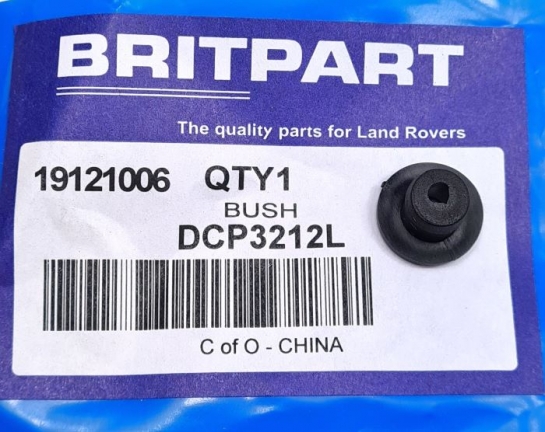 BRITPART
The quality parts for Land Rovers
19121006 QTY1
BUSH
DCP3212L
C of O - CHINA